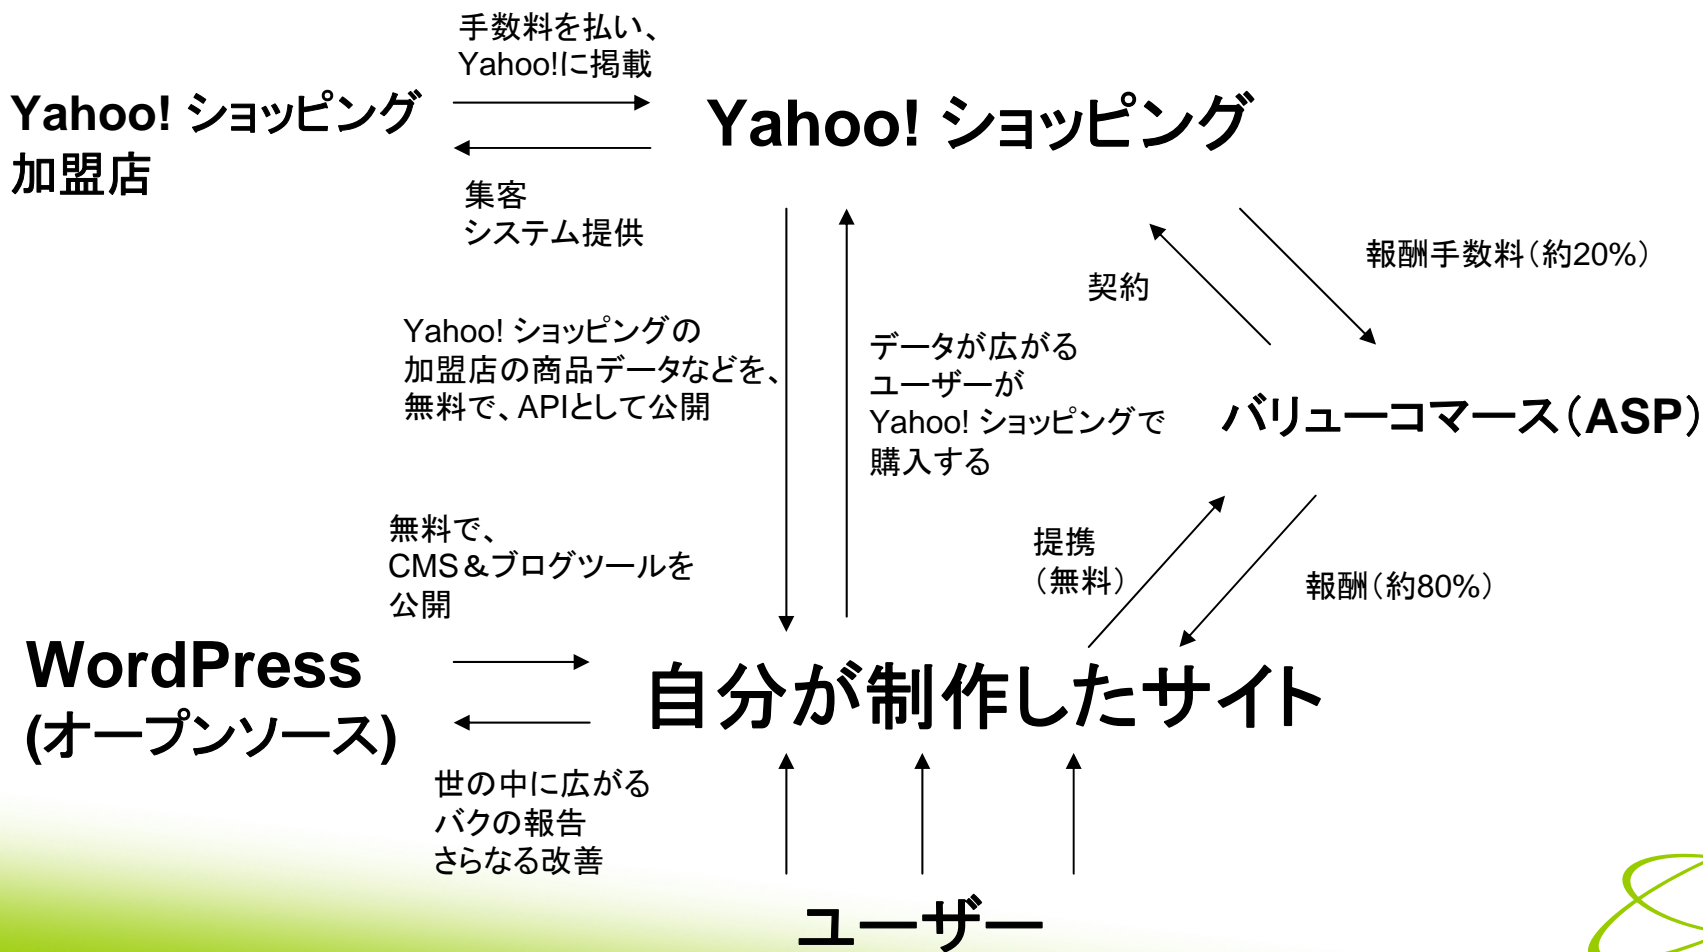 手数料を払い、
Yahoo!に掲載
Yahoo! ショッピング
加盟店
Yahoo! ショッピング
集客
システム提供
報酬手数料（約20%）
契約
Yahoo! ショッピングの
加盟店の商品データなどを、
無料で、APIとして公開
データが広がる
ユーザーが
Yahoo! ショッピングで
購入する
バリューコマース（ASP）
無料で、
CMS＆ブログツールを
公開
提携
（無料）
報酬（約80%）
WordPress
(オープンソース)
自分が制作したサイト
世の中に広がる
バクの報告
さらなる改善
ユーザー